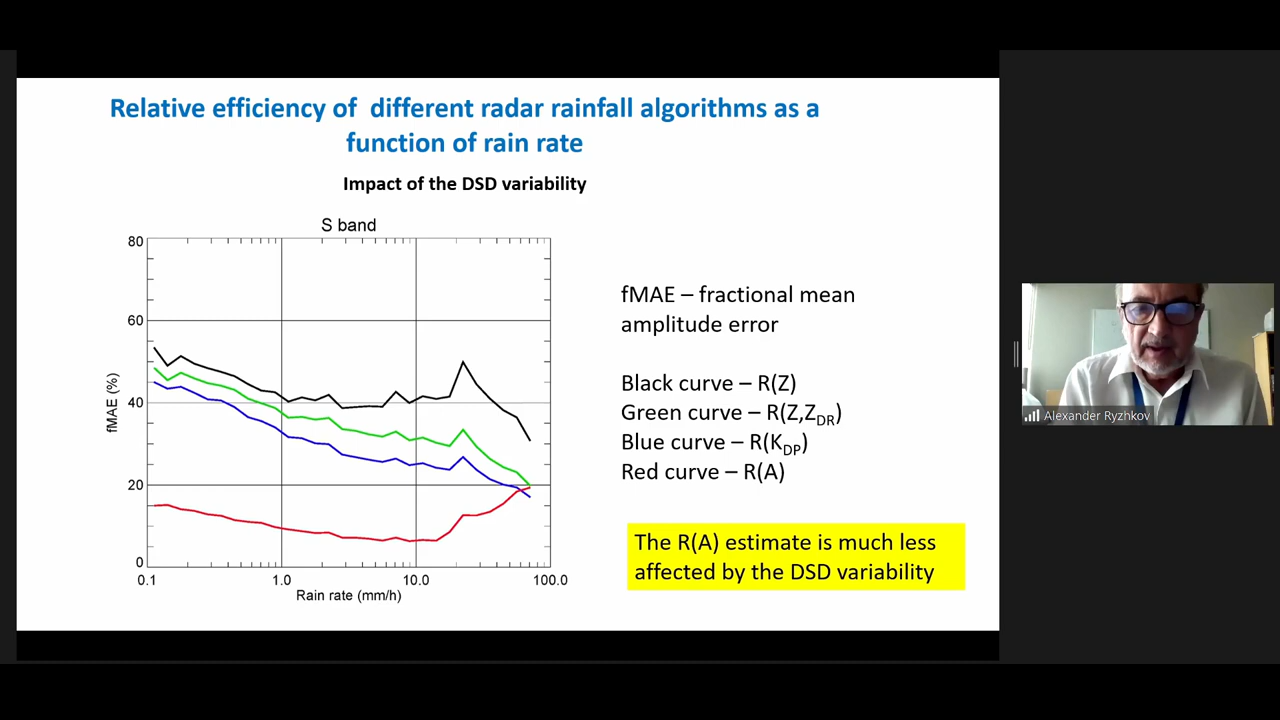 Relative efficiency of different radar rainfall algorithms as a
function of rain rate
Impact of the DSD variability
S band
80
60
40
20
0
fMAE (%)
0.1
1.0
10.0
100.0
Rain rate (mm/h)
fMAE – fractional mean
amplitude error
Black curve – R(Z)
Green curve – R(Z,ZDR)
Blue curve – R(KDP)
Red curve – R(A)
The R(A) estimate is much less
affected by the DSD variability
Alexander Ryzhkov